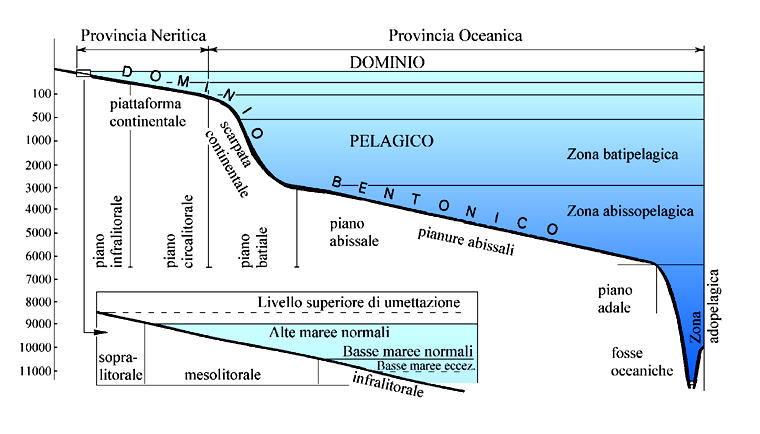 Provincia Neritica
Provincia Oceanica
DOMINIO
DOMINIO
piattaforma
continentale
scarpata
continentale
PELAGICO
Zona batipelagica
BENTONICO
Zona abissopelagica
100
500
1000
2000
3000
4000
5000
6000
7000
8000
9000
10000
11000
piano
infralitorale
piano
circalitorale
piano
batiale
piano
abissale
pianure abissali
piano
adale
fosse
oceaniche
Zona
adopelagica
Livello superiore di umettazione
Alte maree normali
Basse maree normali
Basse maree eccez.
sopra-
litorale
mesolitorale
infralitorale